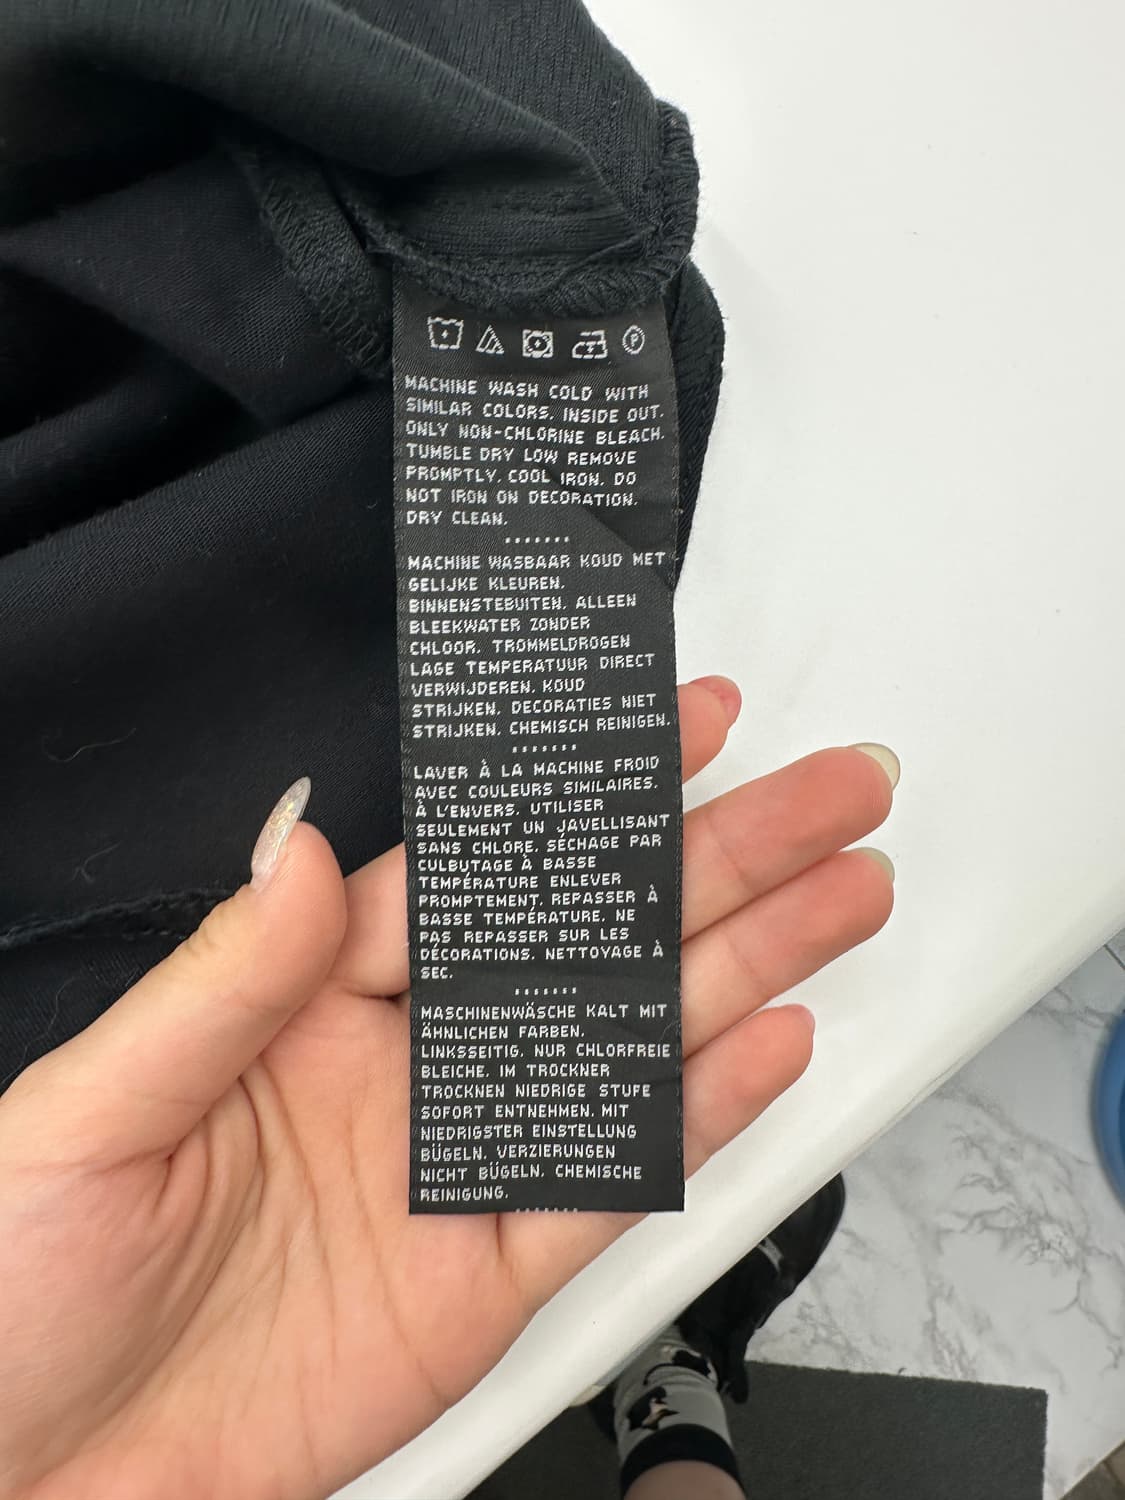 P
MACHINE WASH COLD WITH
SIMILAR COLORS. INSIDE OUT.
ONLY NON-CHLORINE BLEACH.
TUMBLE DRY LOW REMOVE
PROMPTLY. COOL IRON. DO
NOT IRON ON DECORATION.
DRY CLEAN.
MACHINE WASBAAR KOUD MET
GELIJKE KLEUREN.
BINNENSTEBUITEN. ALLEEN
BLEEKWATER ZONDER
CHLOOR. TROMMELDROGEN
LAGE TEMPERATUUR DIRECT
VERWIJDEREN. KOUD
STRIJKEN. DECORATIES NIET
STRIJKEN. CHEMISCH REINIGEN.
LAVER À LA MACHINE FROID
AVEC COULEURS SIMILAIRES.
À L'ENVERS. UTILISER
SEULEMENT UN JAVELLISANT
SANS CHLORE. SÉCHAGE PAR
CULBUTAGE À BASSE
TEMPÉRATURE ENLEVER
PROMPTEMENT. REPASSER À
BASSE TEMPÉRATURE. NE
PAS REPASSER SUR LES
DÉCORATIONS. NETTOYAGE À
SEC.
MASCHINENWÄSCHE KALT MIT
ÄHNLICHEN FARBEN.
LINKSSEITIG. NUR CHLORFREIE
BLEICHE. IM TROCKNER
TROCKNEN NIEDRIGE STUFE
SOFORT ENTNEHMEN. MIT
NIEDRIGSTER EINSTELLUNG
BÜGELN. VERZIERUNGEN
NICHT BÜGELN. CHEMISCHE
REINIGUNG.